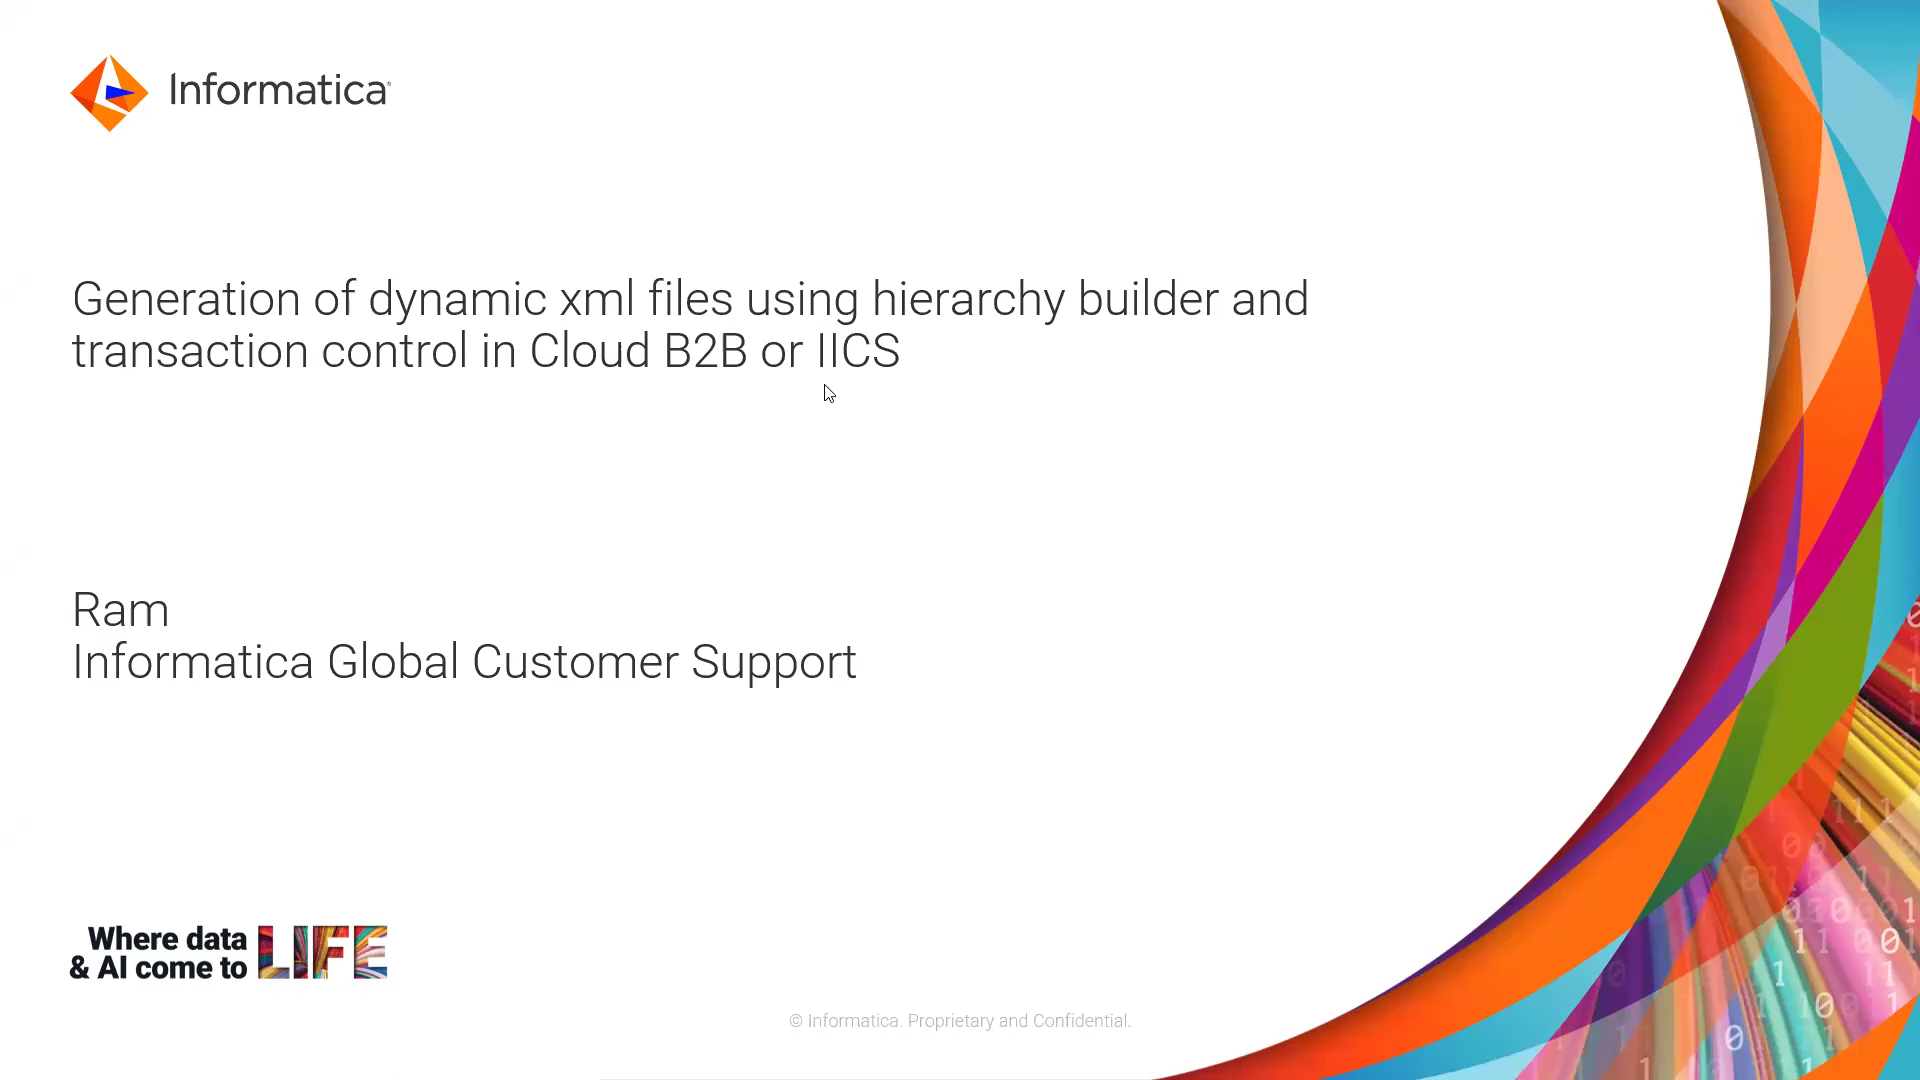 Informatica
Generation of dynamic xml files using hierarchy builder and
transaction control in Cloud B2B or IICS
Ram
Informatica Global Customer Support
Where data
& AI come to LIFE
© Informatica. Proprietary and Confidential.